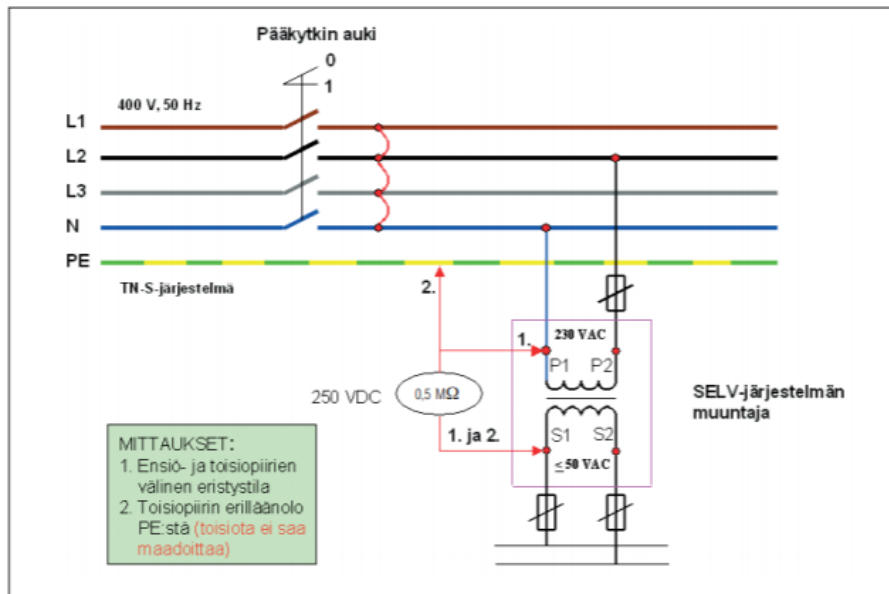 Pääkytkin auki
0
1
400 V, 50 Hz
L1
L2
L3
N
PE
TN-S-järjestelmä
2.
1.
230 VAC
P1 P2
250 VDC
0,5 MΩ
SELV-järjestelmän
muuntaja
1. ja 2.
S1 S2
≤ 50 VAC
MITTAUKSET:
1. Ensiö- ja toisiopiirien
välinen eristystila
2. Toisiopiirin erilläänolo
PE:stä (toisiota ei saa
maadoittaa)